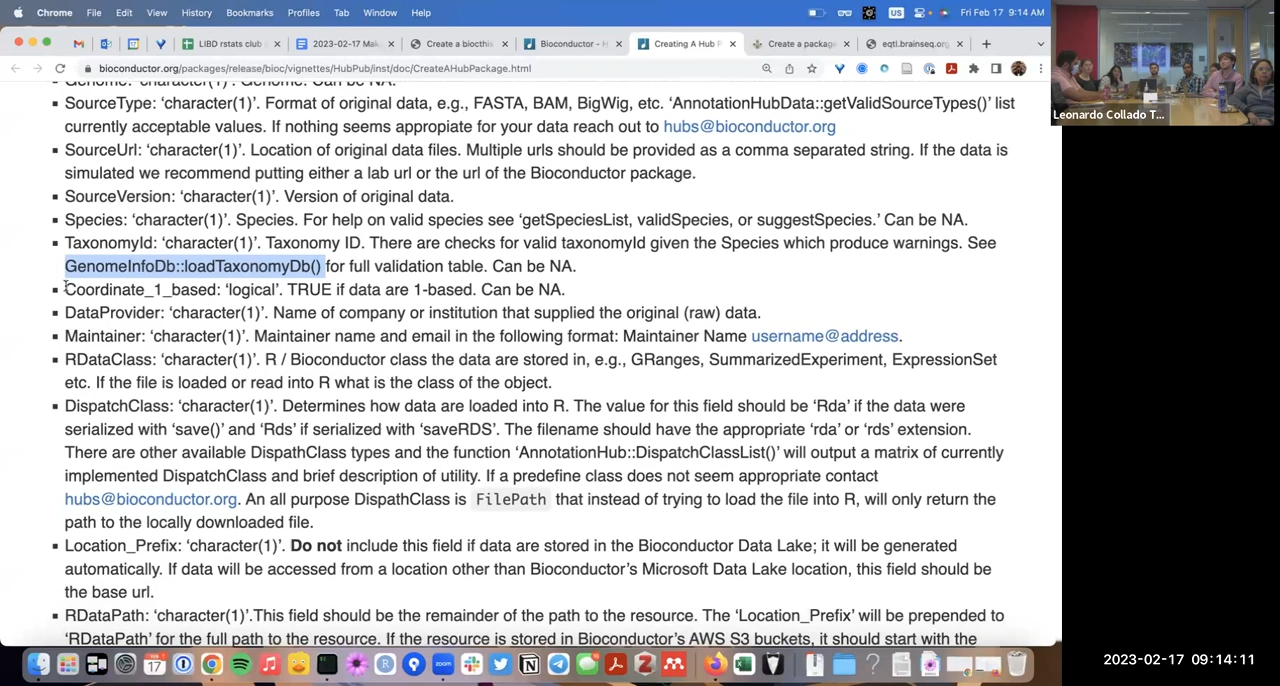 Chrome File Edit View History Bookmarks Profiles Tab Window Help US Fri Feb 17 9:14 AM
LIBD rstats club 2023-02-17 Mak Create a biocthis Bioconductor - H Creating A Hub P Create a package eqtl.brainseq.org
bioconductor.org/packages/release/bioc/vignettes/HubPub/inst/doc/CreateAHubPackage.html
Genome: 'character(1)'. Genome. Can be NA.
SourceType: ‘character(1)’. Format of original data, e.g., FASTA, BAM, BigWig, etc. ‘AnnotationHubData::getValidSourceTypes()’ list
currently acceptable values. If nothing seems appropiate for your data reach out to hubs@bioconductor.org
SourceUrl: ‘character(1)’. Location of original data files. Multiple urls should be provided as a comma separated string. If the data is
simulated we recommend putting either a lab url or the url of the Bioconductor package.
SourceVersion: ‘character(1)’. Version of original data.
Species: ‘character(1)’. Species. For help on valid species see ‘getSpeciesList, validSpecies, or suggestSpecies.’ Can be NA.
TaxonomyId: ‘character(1)’. Taxonomy ID. There are checks for valid taxonomyId given the Species which produce warnings. See
GenomeInfoDb::loadTaxonomyDb() for full validation table. Can be NA.
Coordinate_1_based: ‘logical’. TRUE if data are 1-based. Can be NA.
DataProvider: ‘character(1)’. Name of company or institution that supplied the original (raw) data.
Maintainer: ‘character(1)’. Maintainer name and email in the following format: Maintainer Name username@address.
RDataClass: ‘character(1)’. R / Bioconductor class the data are stored in, e.g., GRanges, SummarizedExperiment, ExpressionSet
etc. If the file is loaded or read into R what is the class of the object.
DispatchClass: ‘character(1)’. Determines how data are loaded into R. The value for this field should be ‘Rda’ if the data were
serialized with ‘save()’ and ‘Rds’ if serialized with ‘saveRDS’. The filename should have the appropriate ‘rda’ or ‘rds’ extension.
There are other available DispatchClass types and the function ‘AnnotationHub::DispatchClassList()’ will output a matrix of currently
implemented DispatchClass and brief description of utility. If a predefine class does not seem appropriate contact
hubs@bioconductor.org. An all purpose DispathClass is FilePath that instead of trying to load the file into R, will only return the
path to the locally downloaded file.
Location_Prefix: ‘character(1)’. Do not include this field if data are stored in the Bioconductor Data Lake; it will be generated
automatically. If data will be accessed from a location other than Bioconductor’s Microsoft Data Lake location, this field should be
the base url.
RDataPath: ‘character(1)’.This field should be the remainder of the path to the resource. The ‘Location_Prefix’ will be prepended to
‘RDataPath’ for the full path to the resource. If the resource is stored in Bioconductor’s AWS S3 buckets, it should start with the
Leonardo Collado T...
2023-02-17 09:14:11